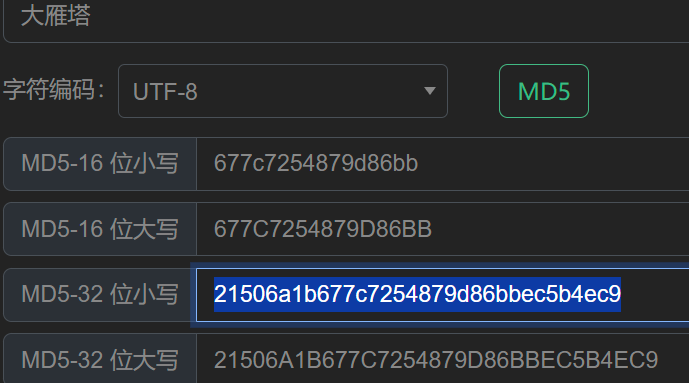 大雁塔
字符编码： UTF-8 MD5
MD5-16 位小写 677c7254879d86bb
MD5-16 位大写 677C7254879D86BB
MD5-32 位小写 21506a1b677c7254879d86bbec5b4ec9
MD5-32 位大写 21506A1B677C7254879D86BBEC5B4EC9